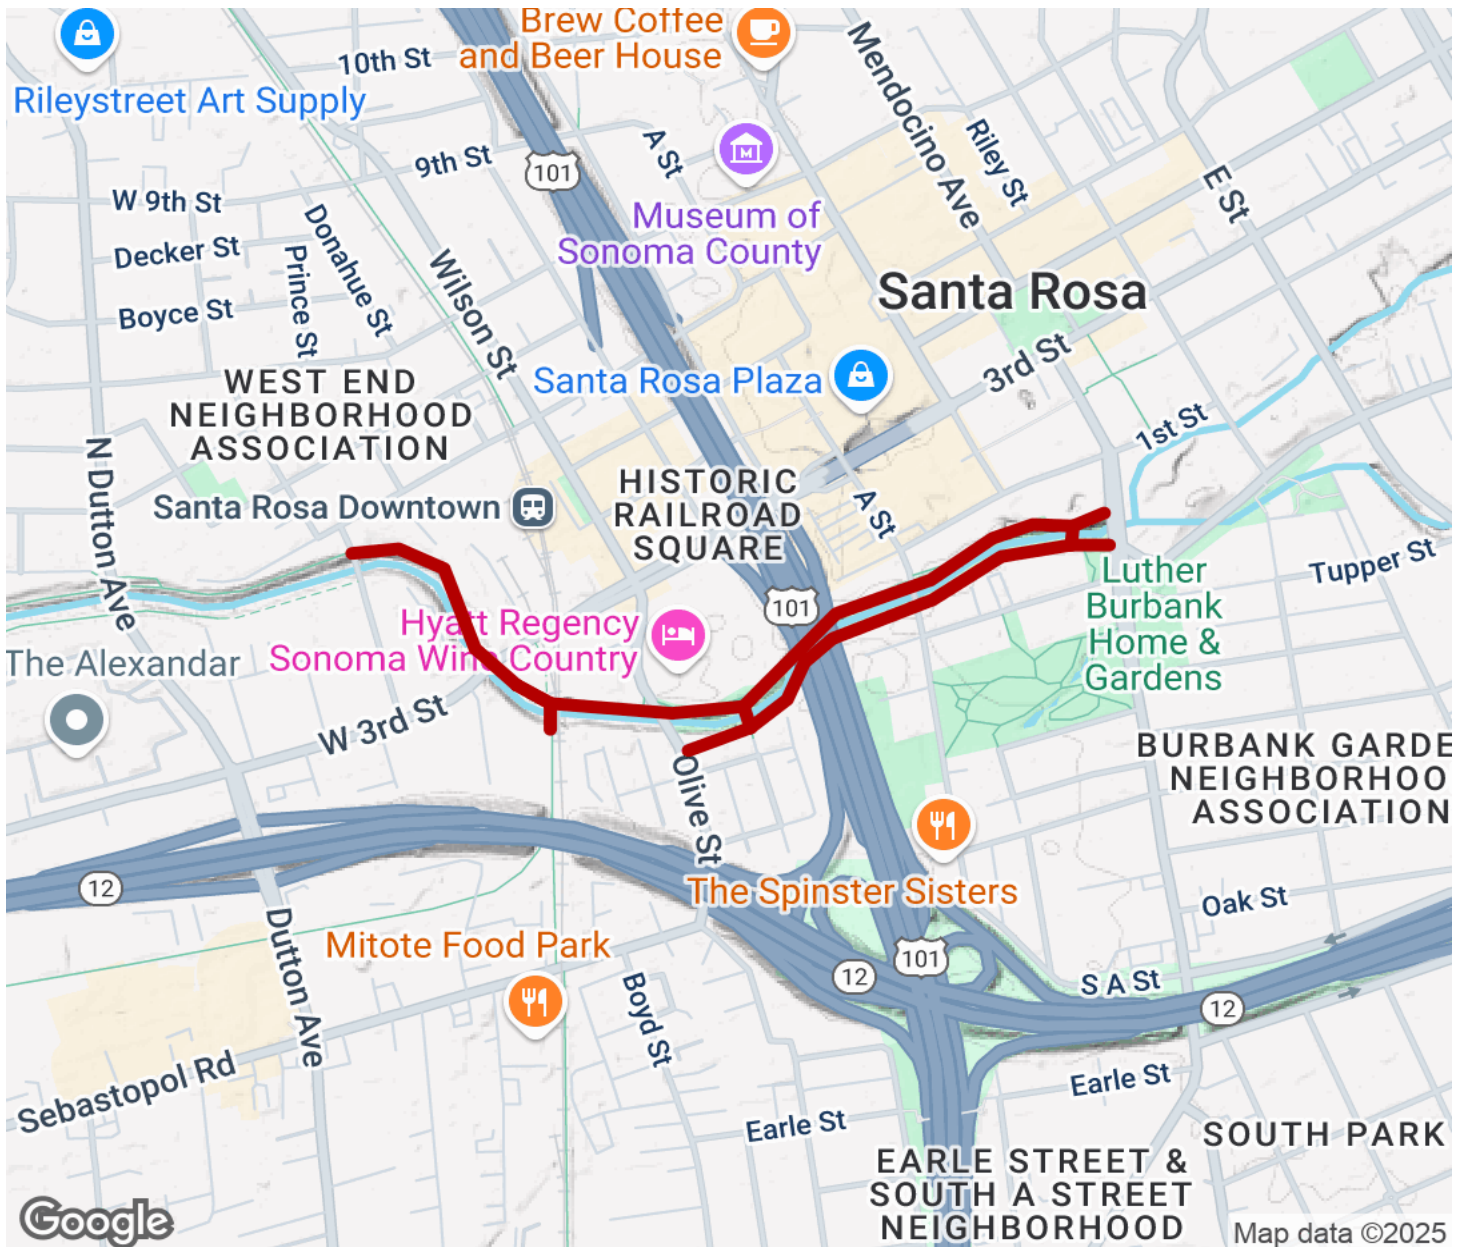 Brew Coffee
and Beer House
10th St
Mendocino Ave
Rileystreet Art Supply
Riley St
A St
9th St
101
E St
W 9th St
Museum of
Sonoma County
Donahue St
Decker St
Prince St
Wilson St
Santa Rosa
Boyce St
3rd St
Santa Rosa Plaza
WEST END
NEIGHBORHOOD
ASSOCIATION
1st St
N Dutton Ave
HISTORIC
RAILROAD
SQUARE
Santa Rosa Downtown
A St
Tupper St
Luther
Burbank
Home &
Gardens
101
Hyatt Regency
Sonoma Wine Country
The Alexandar
W 3rd St
BURBANK GARDE
NEIGHBORHOO
ASSOCIATION
Olive St
12
The Spinster Sisters
Oak St
Dutton Ave
Mitote Food Park
101
12
S A St
12
Boyd St
Sebastopol Rd
Earle St
Earle St
SOUTH PARK
EARLE STREET &
SOUTH A STREET
NEIGHBORHOOD
Google
Map data ©2025